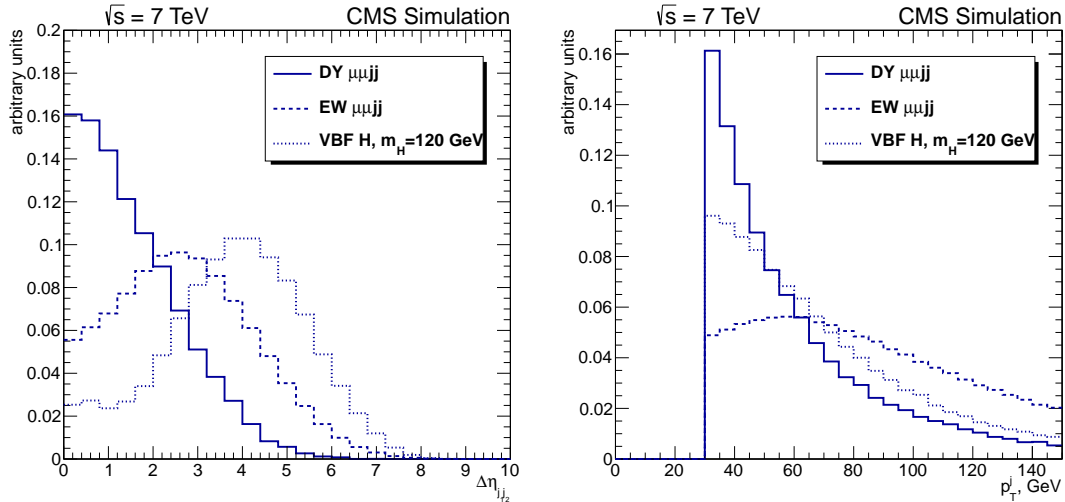 √s = 7 TeV CMS Simulation
arbitrary units
0.2
0.18
0.16
0.14
0.12
0.1
0.08
0.06
0.04
0.02
0
DY μμjj
EW μμjj
VBF H, m_H=120 GeV
0 1 2 3 4 5 6 7 8 9 10
√s = 7 TeV CMS Simulation
arbitrary units
0.16
0.14
0.12
0.1
0.08
0.06
0.04
0.02
0
DY μμjj
EW μμjj
VBF H, m_H=120 GeV
0 20 40 60 80 100 120 140
p_T^j, GeV